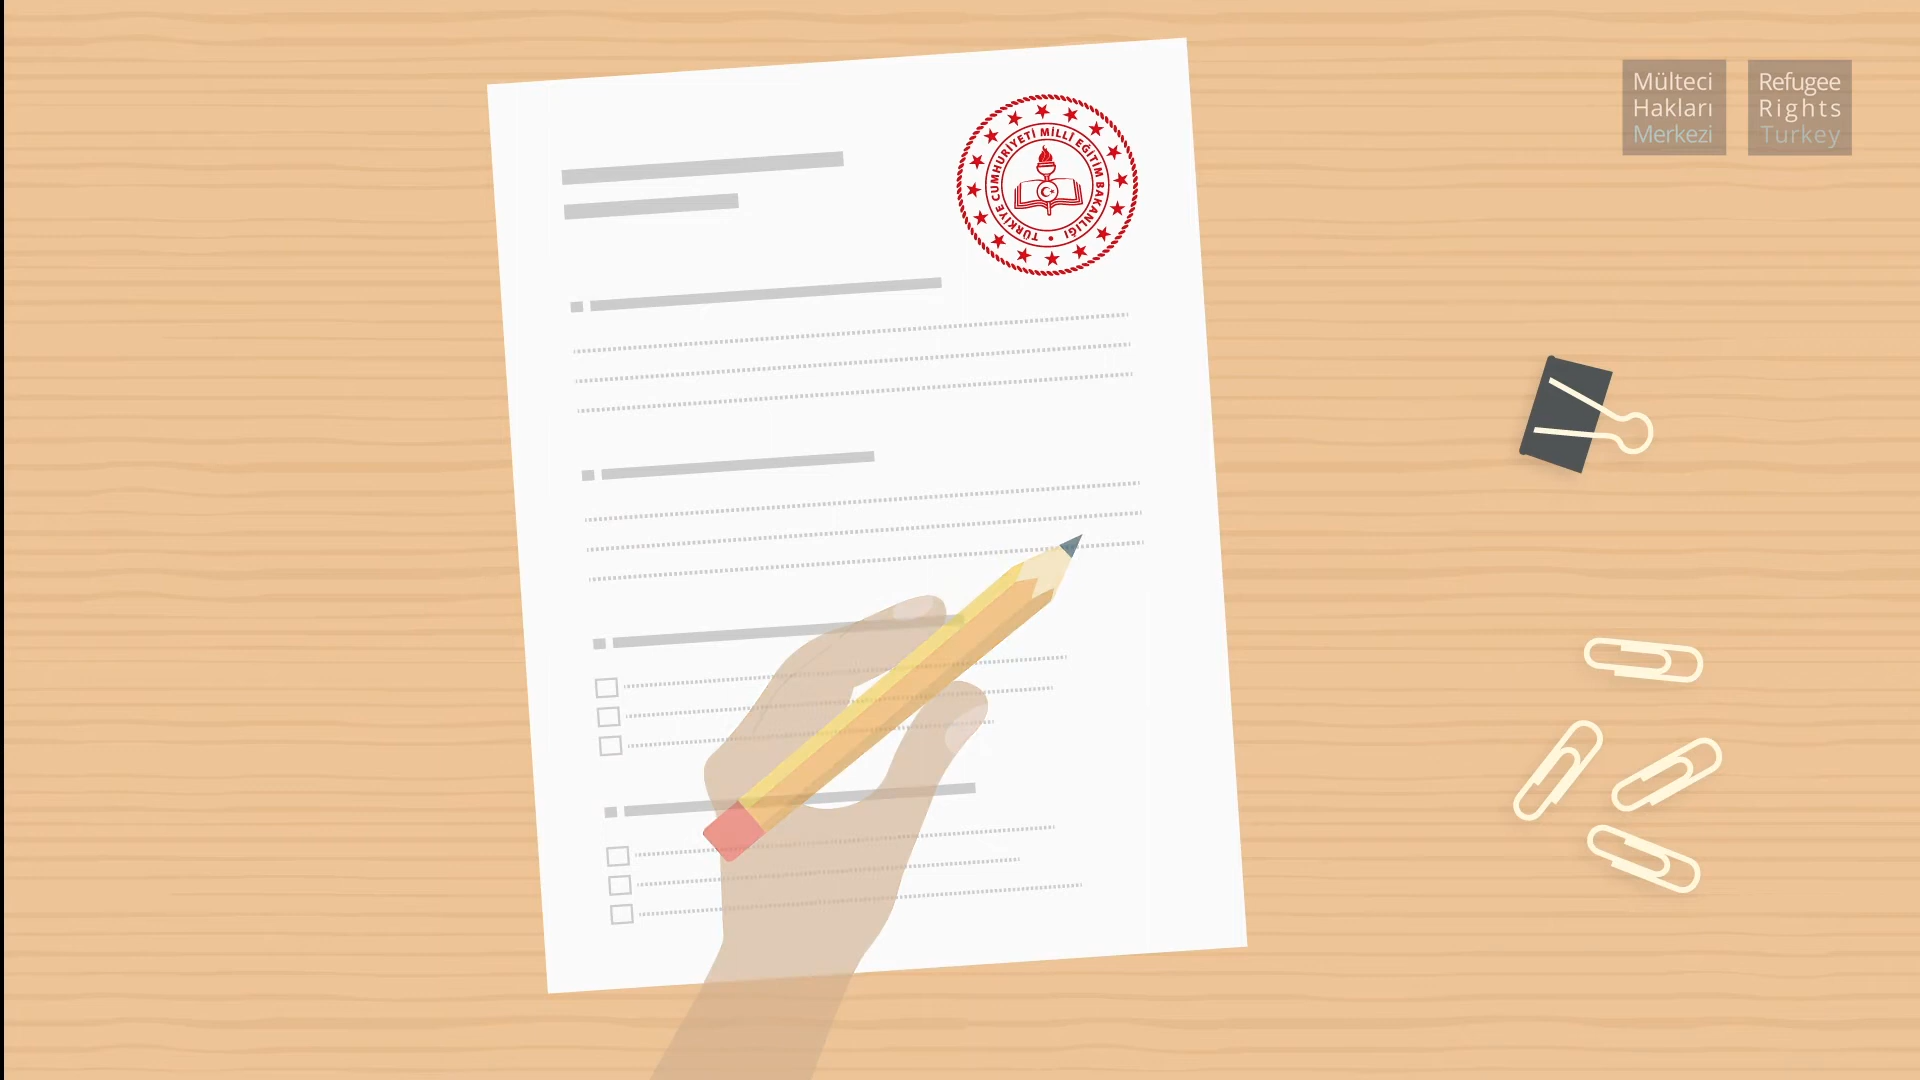 TÜRKİYE CUMHURİYETİ MİLLİ EĞİTİM BAKANLIĞI
Mülteci
Hakları
Merkezi
Refugee
Rights
Turkey